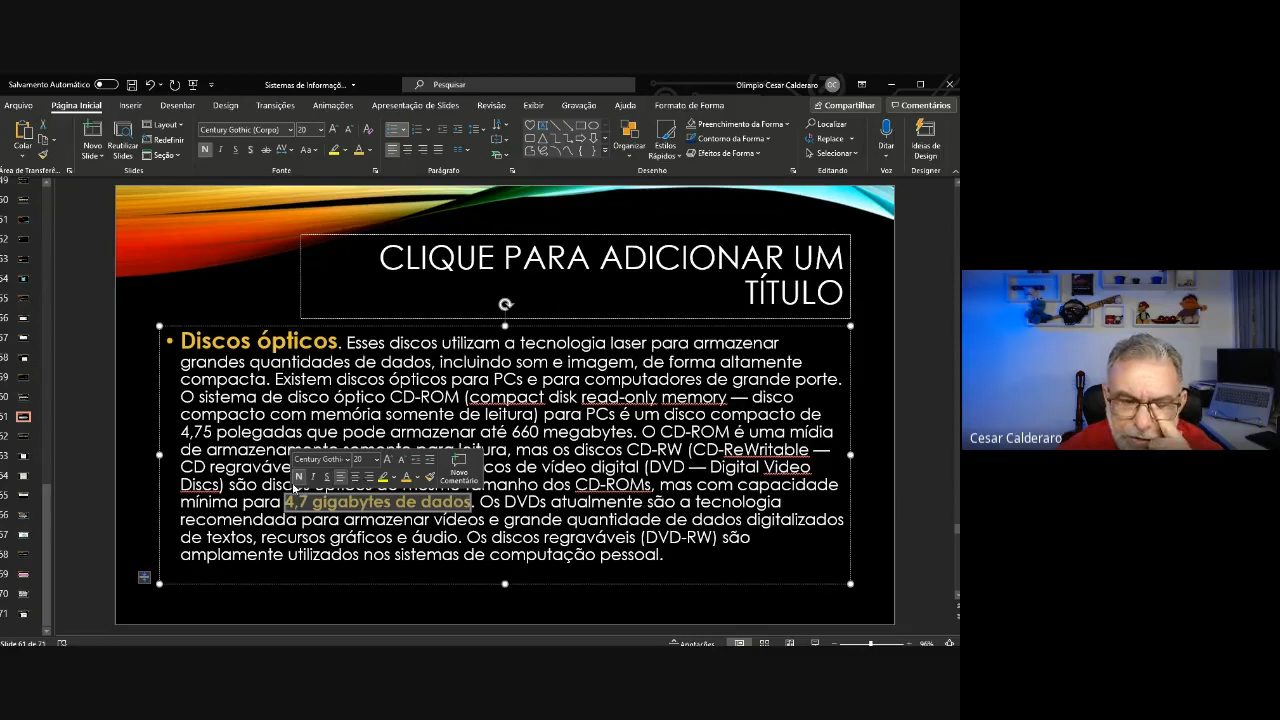 Salvamento Automático
Sistemas de Informaçõ...
Pesquisar
Olimpio Cesar Calderaro
OC
Arquivo
Página Inicial
Inserir
Desenhar
Design
Transições
Animações
Apresentação de Slides
Revisão
Exibir
Gravação
Ajuda
Formato de Forma
Compartilhar
Comentários
Colar
Novo
Slide
Reutilizar
Slides
Layout
Redefinir
Seção
Century Gothic (Corpo)
20
Organizar
Estilos
Rápidos
Preenchimento da Forma
Contorno da Forma
Efeitos de Forma
Localizar
Replace
Selecionar
Ditar
Ideias de
Design
Área de Transferê...
Slides
Fonte
Parágrafo
Desenho
Editando
Voz
Designer
CLIQUE PARA ADICIONAR UM
TÍTULO
• Discos ópticos. Esses discos utilizam a tecnologia laser para armazenar
grandes quantidades de dados, incluindo som e imagem, de forma altamente
compacta. Existem discos ópticos para PCs e para computadores de grande porte.
O sistema de disco óptico CD-ROM (compact disk read-only memory — disco
compacto com memória somente de leitura) para PCs é um disco compacto de
4,75 polegadas que pode armazenar até 660 megabytes. O CD-ROM é uma mídia
de armazenamento somente para leitura, mas os discos CD-RW (CD-ReWritable —
CD regravável icos de vídeo digital (DVD — Digital Video
Discs) são discos ópticos do mesmo tamanho dos CD-ROMs, mas com capacidade
mínima para 4,7 gigabytes de dados. Os DVDs atualmente são a tecnologia
recomendada para armazenar vídeos e grande quantidade de dados digitalizados
de textos, recursos gráficos e áudio. Os discos regraváveis (DVD-RW) são
amplamente utilizados nos sistemas de computação pessoal.
Century Gothi
20
Novo
Comentário
Cesar Calderaro
Slide 61 de 71
Anotações
96%